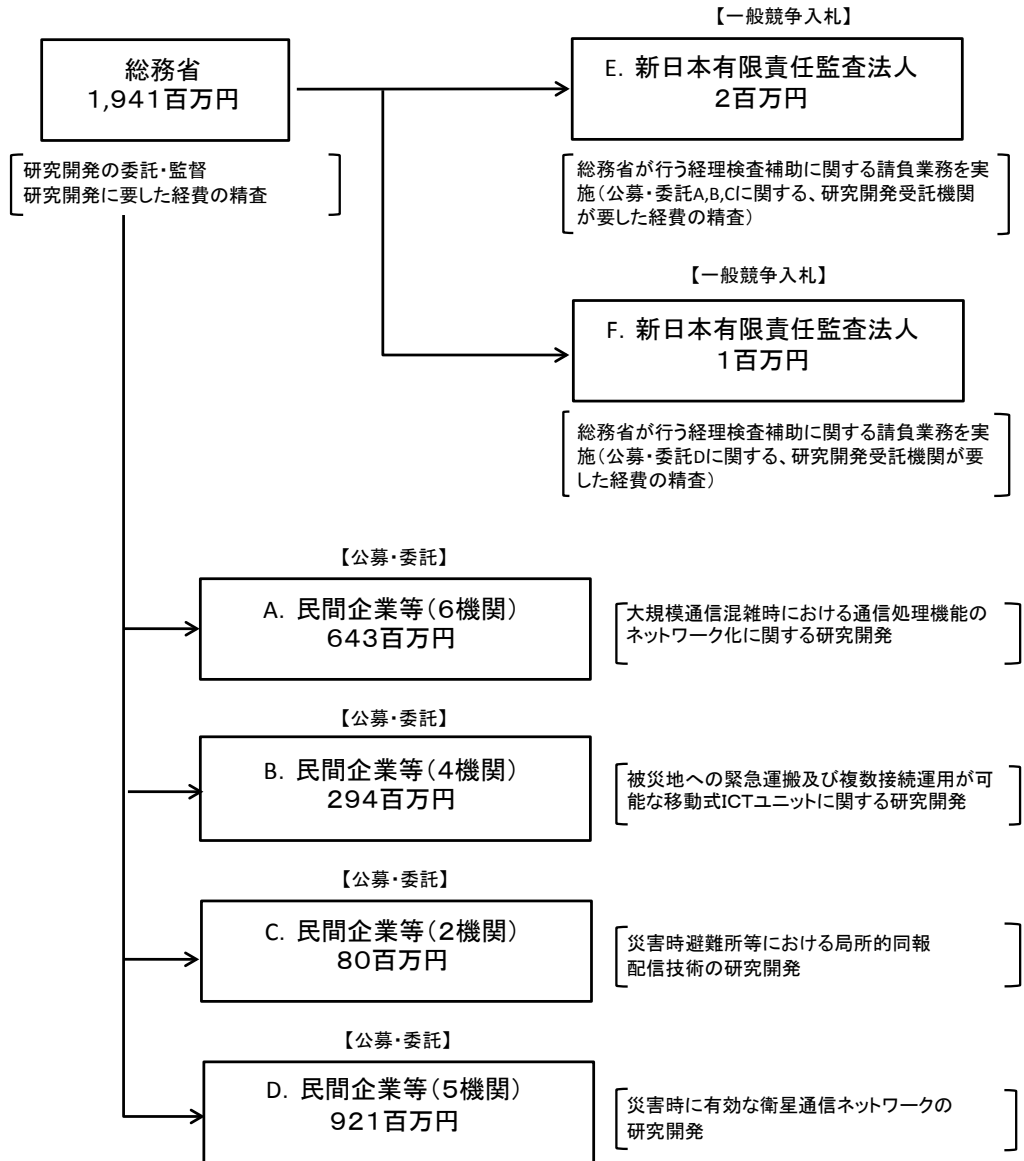 【一般競争入札】
総務省
1,941百万円
E. 新日本有限責任監査法人
2百万円
研究開発の委託・監督
研究開発に要した経費の精査
総務省が行う経理検査補助に関する請負業務を実
施(公募・委託A,B,Cに関する、研究開発受託機関
が要した経費の精査)
【一般競争入札】
F. 新日本有限責任監査法人
1百万円
総務省が行う経理検査補助に関する請負業務を実
施(公募・委託Dに関する、研究開発受託機関が要
した経費の精査)
【公募・委託】
A. 民間企業等(6機関)
643百万円
大規模通信混雑時における通信処理機能の
ネットワーク化に関する研究開発
【公募・委託】
B. 民間企業等(4機関)
294百万円
被災地への緊急運搬及び複数接続運用が可
能な移動式ICTユニットに関する研究開発
【公募・委託】
C. 民間企業等(2機関)
80百万円
災害時避難所等における局所的同報
配信技術の研究開発
【公募・委託】
D. 民間企業等(5機関)
921百万円
災害時に有効な衛星通信ネットワークの
研究開発